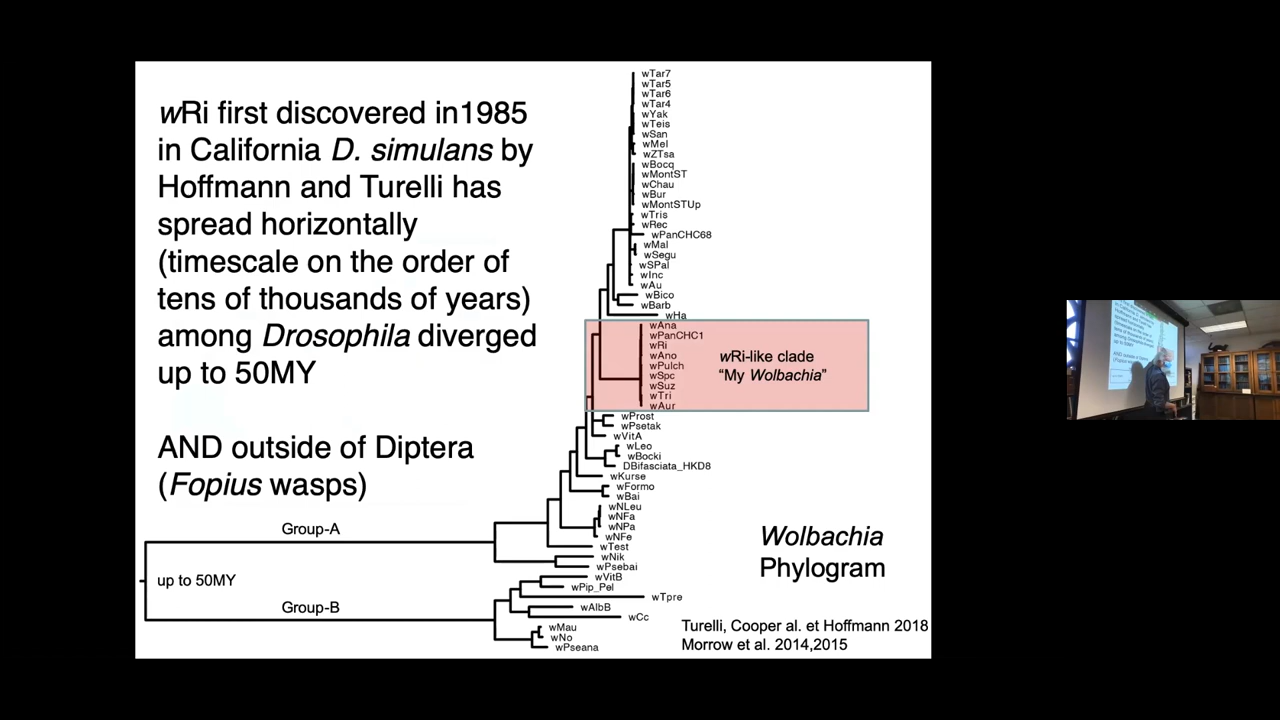 wRi first discovered in1985
in California D. simulans by
Hoffmann and Turelli has
spread horizontally
(timescale on the order of
tens of thousands of years)
among Drosophila diverged
up to 50MY
AND outside of Diptera
(Fopius wasps)
wTar7
wTar5
wTar6
wTar4
wYak
wTeis
wSan
wMel
wZTsa
wBocq
wMontST
wChau
wBur
wMontSTUp
wTris
wRec
wPanCHC68
wMal
wSegu
wSPal
wInc
wAu
wBico
wBarb
wHa
wAna
wPanCHC1
wRi
wAno
wPulch
wSpc
wSuz
wTri
wAur
wRi-like clade
“My Wolbachia”
wProst
wPsetak
wVitA
wLeo
wBocki
DBifasciata_HKD8
wKurse
wFormo
wBai
wNLeu
wNFa
wNPa
wNFe
wTest
wNik
wPsebai
wVitB
wPip_Pel
wTpre
wAlbB
wCc
wMau
wNo
wPseana
Group-A
up to 50MY
Group-B
Wolbachia
Phylogram
Turelli, Cooper al. et Hoffmann 2018
Morrow et al. 2014,2015